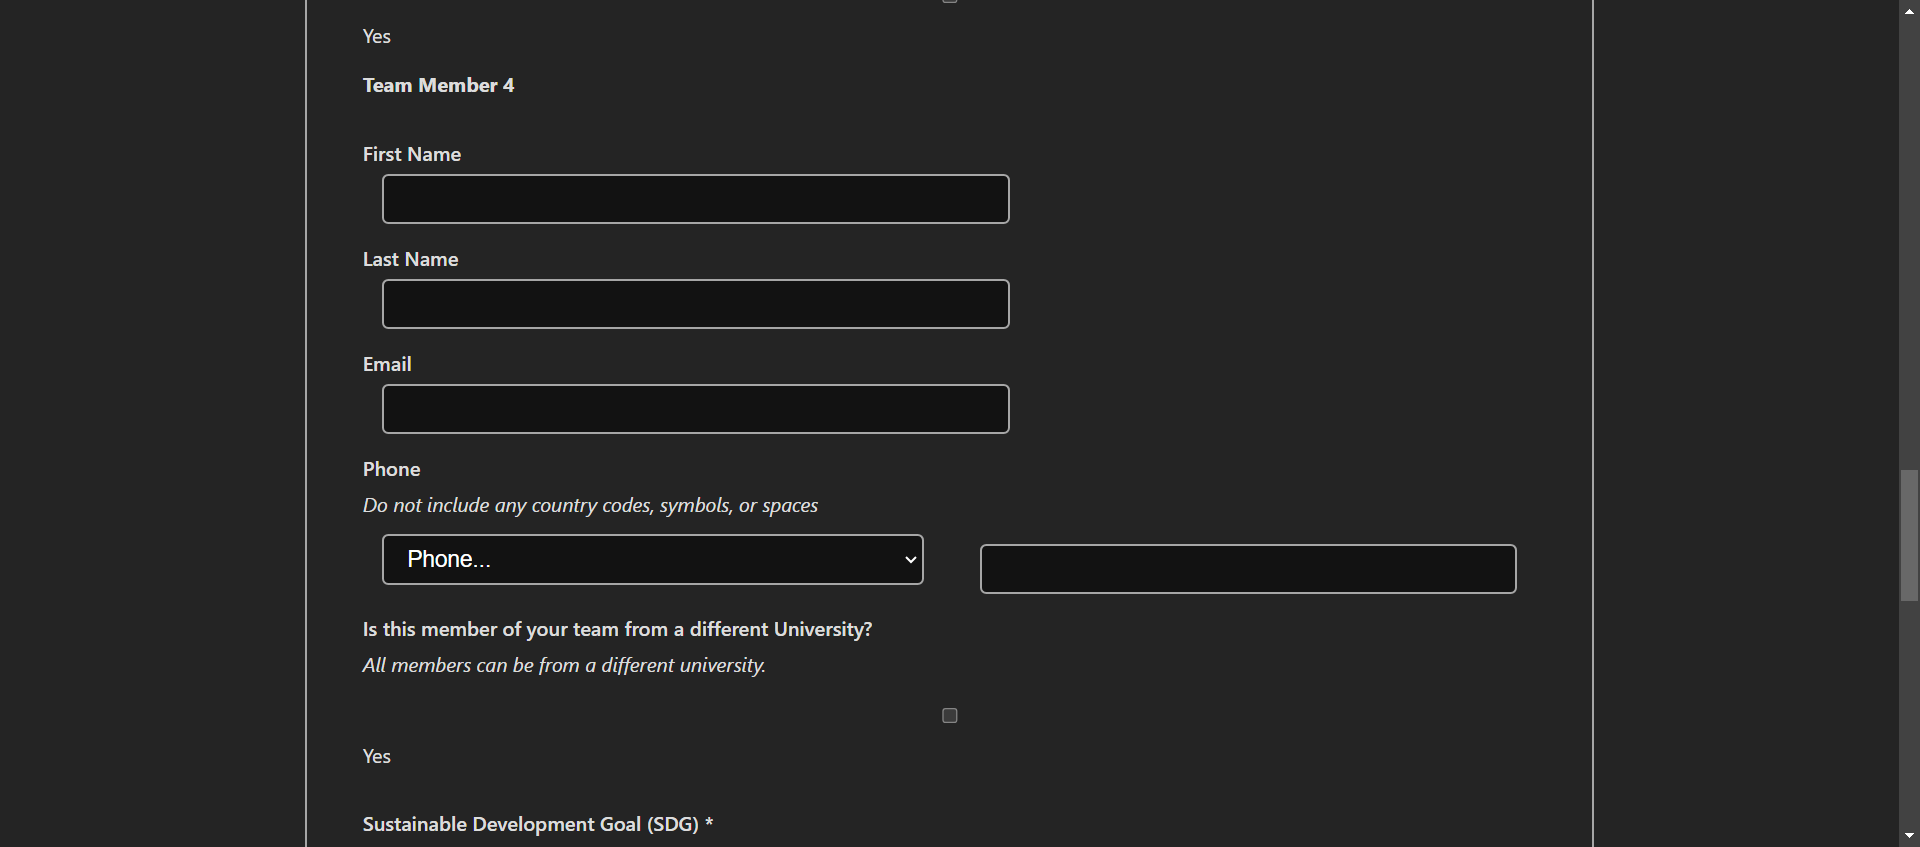 Yes
Team Member 4
First Name
Last Name
Email
Phone
Do not include any country codes, symbols, or spaces
Phone...
Is this member of your team from a different University?
All members can be from a different university.
Yes
Sustainable Development Goal (SDG) *